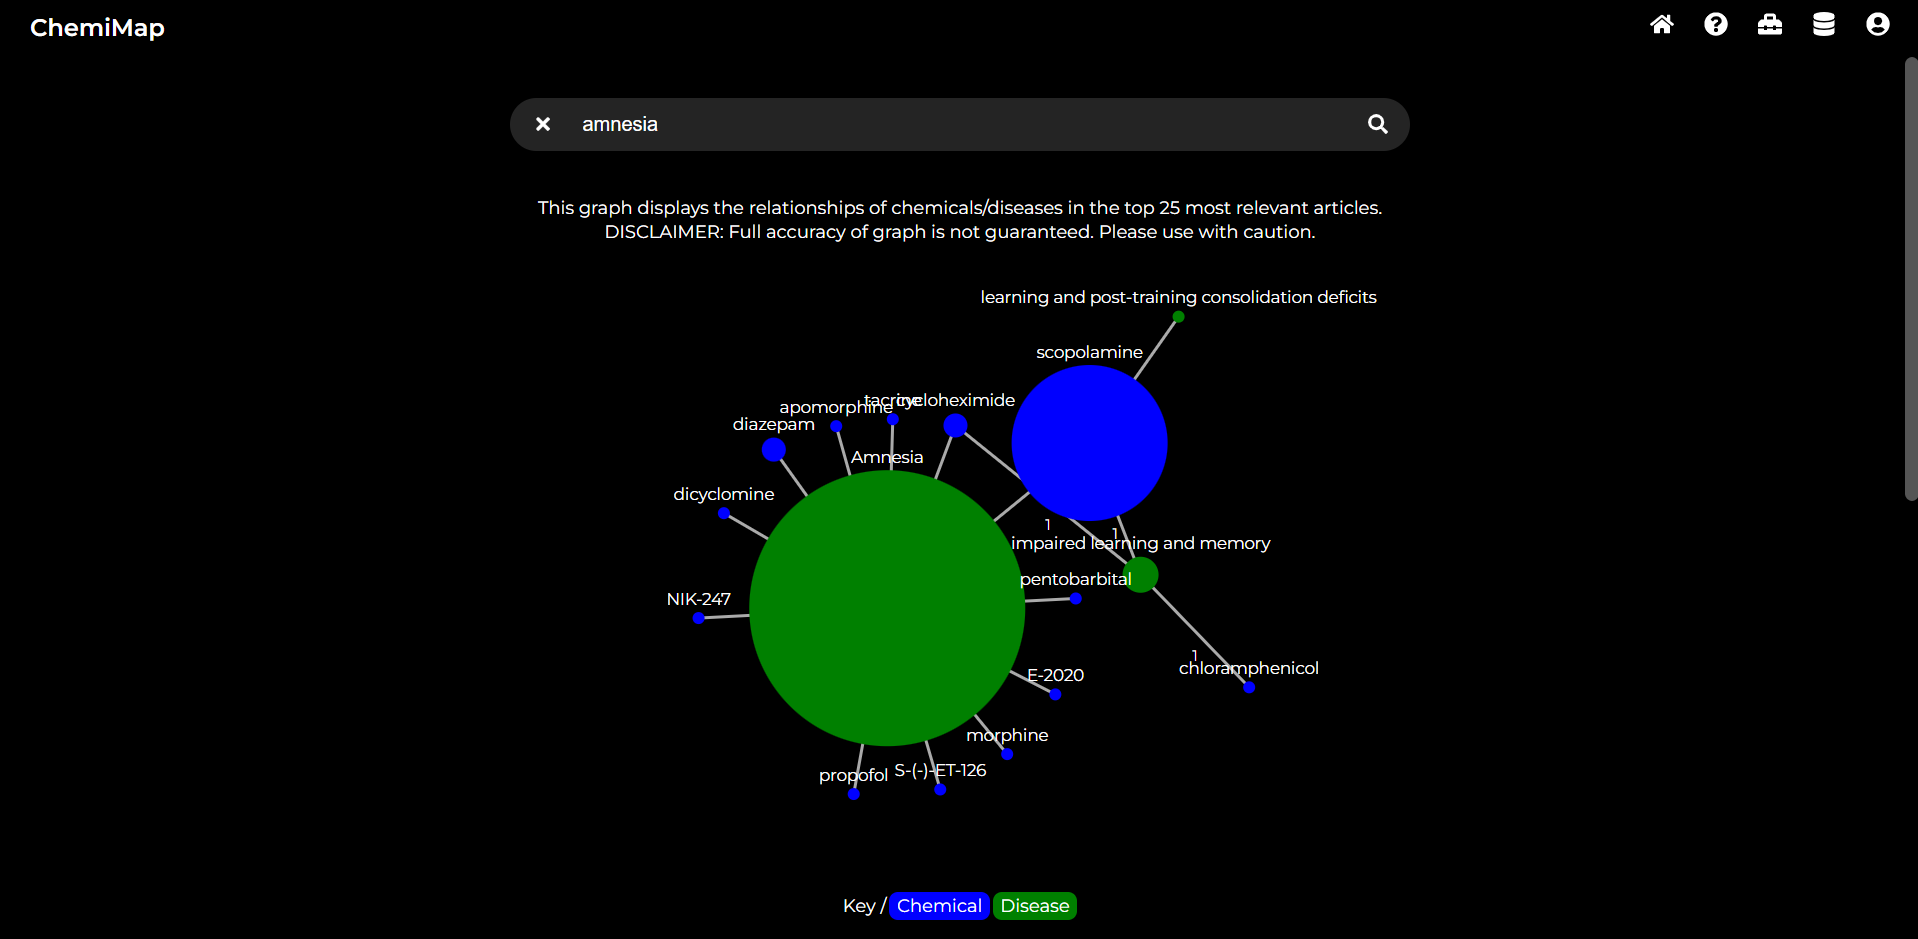 ChemiMap
amnesia
This graph displays the relationships of chemicals/diseases in the top 25 most relevant articles.
DISCLAIMER: Full accuracy of graph is not guaranteed. Please use with caution.
learning and post-training consolidation deficits
scopolamine
tacrine
cycloheximide
apomorphine
diazepam
Amnesia
dicyclomine
1
1
impaired learning and memory
pentobarbital
NIK-247
1
chloramphenicol
E-2020
morphine
S-(-)-ET-126
propofol
Key / Chemical Disease